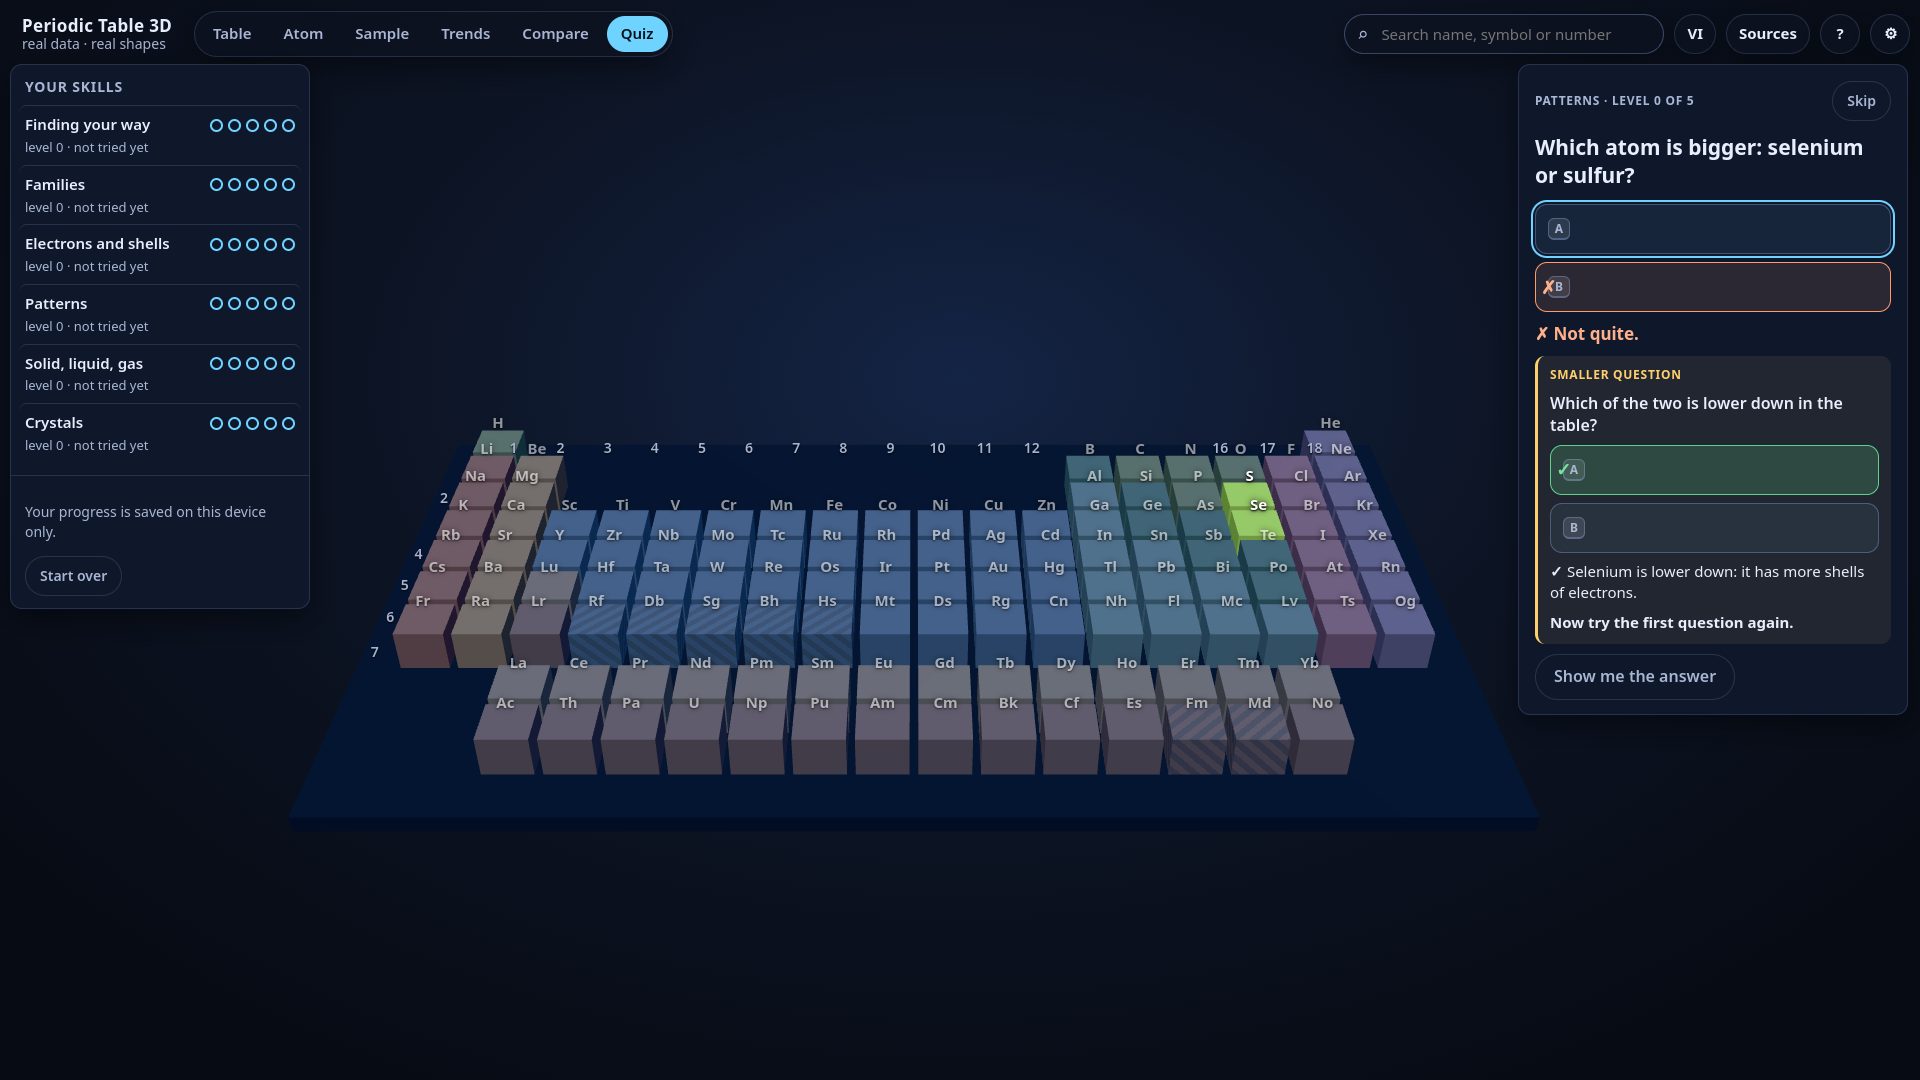 Periodic Table 3D
real data · real shapes
Table Atom Sample Trends Compare Quiz
Search name, symbol or number
VI Sources ? ⚙
YOUR SKILLS
Finding your way
level 0 · not tried yet
Families
level 0 · not tried yet
Electrons and shells
level 0 · not tried yet
Patterns
level 0 · not tried yet
Solid, liquid, gas
level 0 · not tried yet
Crystals
level 0 · not tried yet
Your progress is saved on this device
only.
Start over
H He
Li 1 Be 2 3 4 5 6 7 8 9 10 11 12 B C N 16 O 17 F 18 Ne
Na Mg Al Si P S Cl Ar
2 K Ca Sc Ti V Cr Mn Fe Co Ni Cu Zn Ga Ge As Se Br Kr
Rb Sr Y Zr Nb Mo Tc Ru Rh Pd Ag Cd In Sn Sb Te I Xe
4 Cs Ba Lu Hf Ta W Re Os Ir Pt Au Hg Tl Pb Bi Po At Rn
5 Fr Ra Lr Rf Db Sg Bh Hs Mt Ds Rg Cn Nh Fl Mc Lv Ts Og
6
7
La Ce Pr Nd Pm Sm Eu Gd Tb Dy Ho Er Tm Yb
Ac Th Pa U Np Pu Am Cm Bk Cf Es Fm Md No
PATTERNS · LEVEL 0 OF 5
Skip
Which atom is bigger: selenium
or sulfur?
A
✗ B
✗ Not quite.
SMALLER QUESTION
Which of the two is lower down in the
table?
✓ A
B
✓ Selenium is lower down: it has more shells
of electrons.
Now try the first question again.
Show me the answer